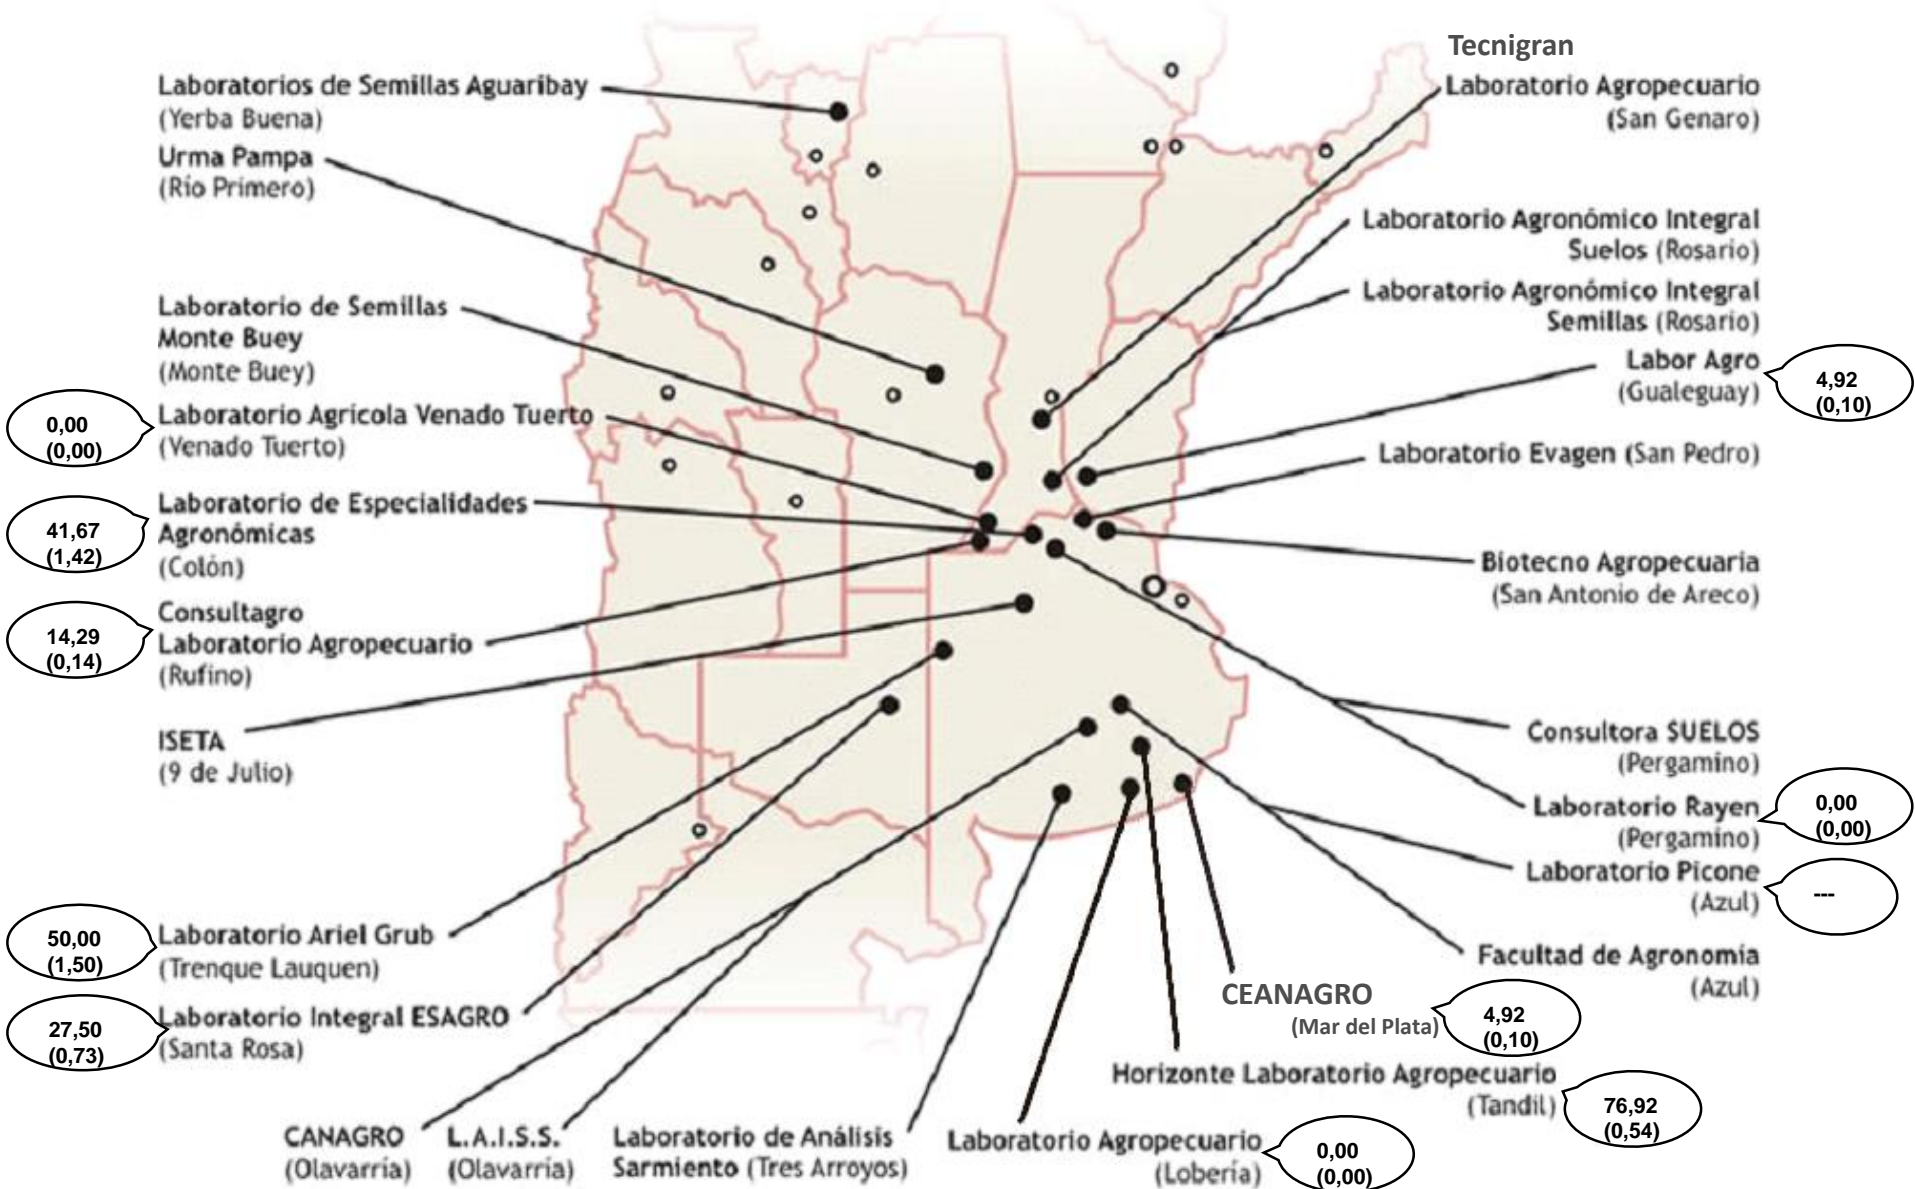 Laboratorios de Semillas Aguaribay
(Yerba Buena)
Urma Pampa
(Río Primero)
Laboratorio de Semillas
Monte Buey
(Monte Buey)
0,00
(0,00)
Laboratorio Agrícola Venado Tuerto
(Venado Tuerto)
41,67
(1,42)
Laboratorio de Especialidades
Agronómicas
(Colón)
14,29
(0,14)
Consultagro
Laboratorio Agropecuario
(Rufino)
ISETA
(9 de Julio)
50,00
(1,50)
Laboratorio Ariel Grub
(Trenque Lauquen)
27,50
(0,73)
Laboratorio Integral ESAGRO
(Santa Rosa)
CANAGRO
(Olavarría)
L.A.I.S.S.
(Olavarría)
Laboratorio de Análisis
Sarmiento (Tres Arroyos)
Laboratorio Agropecuario
(Lobería)
0,00
(0,00)
Tecnigran
Laboratorio Agropecuario
(San Genaro)
Laboratorio Agronómico Integral
Suelos (Rosario)
Laboratorio Agronómico Integral
Semillas (Rosario)
Labor Agro
(Gualeguay)
4,92
(0,10)
Laboratorio Evagen (San Pedro)
Biotecno Agropecuaria
(San Antonio de Areco)
Consultora SUELOS
(Pergamino)
Laboratorio Rayen
(Pergamino)
0,00
(0,00)
Laboratorio Picone
(Azul)
---
Facultad de Agronomía
(Azul)
CEANAGRO
(Mar del Plata)
4,92
(0,10)
Horizonte Laboratorio Agropecuario
(Tandil)
76,92
(0,54)